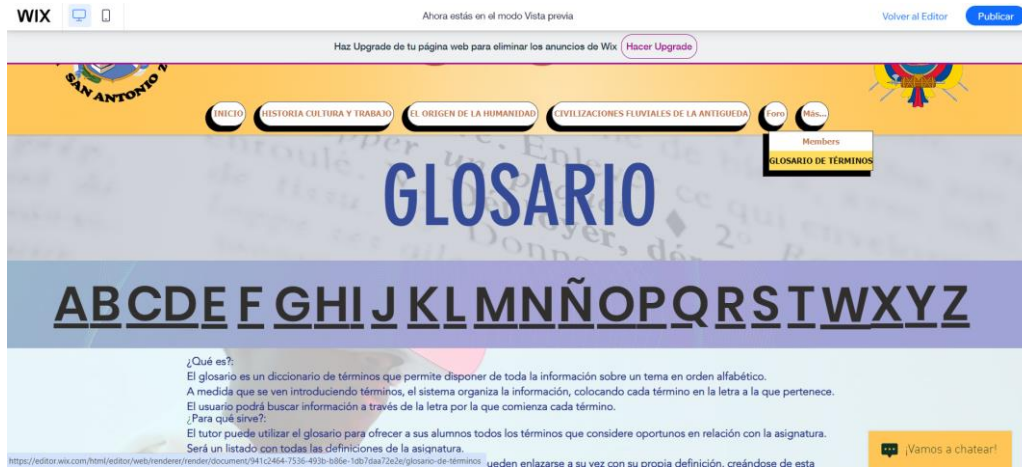 WIX
Ahora estás en el modo Vista previa
Volver al Editor
Publicar
Haz Upgrade de tu página web para eliminar los anuncios de Wix
Hacer Upgrade
SAN ANTONIO
INICIO
HISTORIA CULTURA Y TRABAJO
EL ORIGEN DE LA HUMANIDAD
CIVILIZACIONES FLUVIALES DE LA ANTIGUEDA
Foro
Más...
Members
GLOSARIO DE TÉRMINOS
GLOSARIO
A B C D E F G H I J K L M N Ñ O P Q R S T W X Y Z
¿Qué es?:
El glosario es un diccionario de términos que permite disponer de toda la información sobre un tema en orden alfabético.
A medida que se ven introduciendo términos, el sistema organiza la información, colocando cada término en la letra a la que pertenece.
El usuario podrá buscar información a través de la letra por la que comienza cada término.
¿Para qué sirve?:
El tutor puede utilizar el glosario para ofrecer a sus alumnos todos los términos que considere oportunos en relación con la asignatura.
Será un listado con todas las definiciones de la asignatura.
ueden enlazarse a su vez con su propia definición, creándose de esta
https://editor.wix.com/html/editor/web/renderer/render/document/941c2464-7536-493b-b86e-1db7daa72e2e/glosario-de-términos
¡Vamos a chatear!